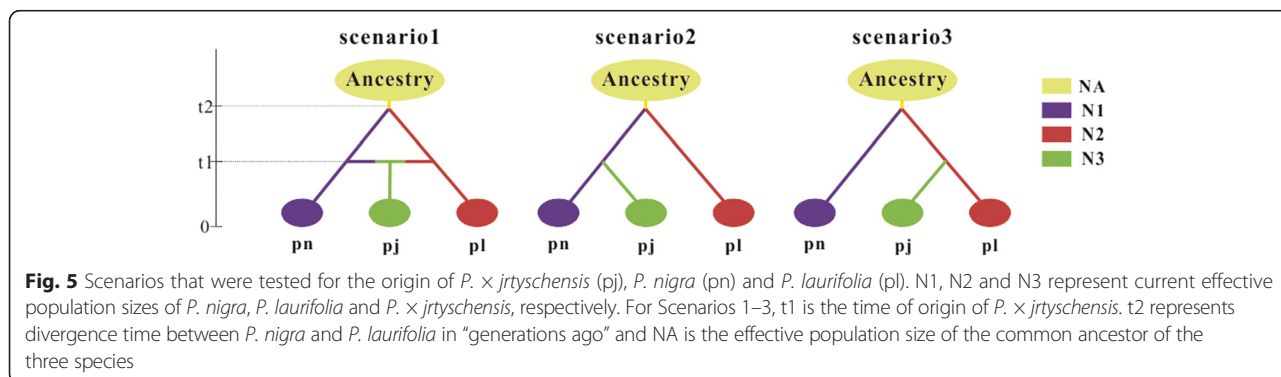 scenario1 scenario2 scenario3
Ancestry Ancestry Ancestry
NA
t2
N1
N2
t1
N3
0
pn pj pl pn pj pl pn pj pl
Fig. 5 Scenarios that were tested for the origin of P. × jrtyschensis (pj), P. nigra (pn) and P. laurifolia (pl). N1, N2 and N3 represent current effective
population sizes of P. nigra, P. laurifolia and P. × jrtyschensis, respectively. For Scenarios 1–3, t1 is the time of origin of P. × jrtyschensis. t2 represents
divergence time between P. nigra and P. laurifolia in “generations ago” and NA is the effective population size of the common ancestor of the
three species